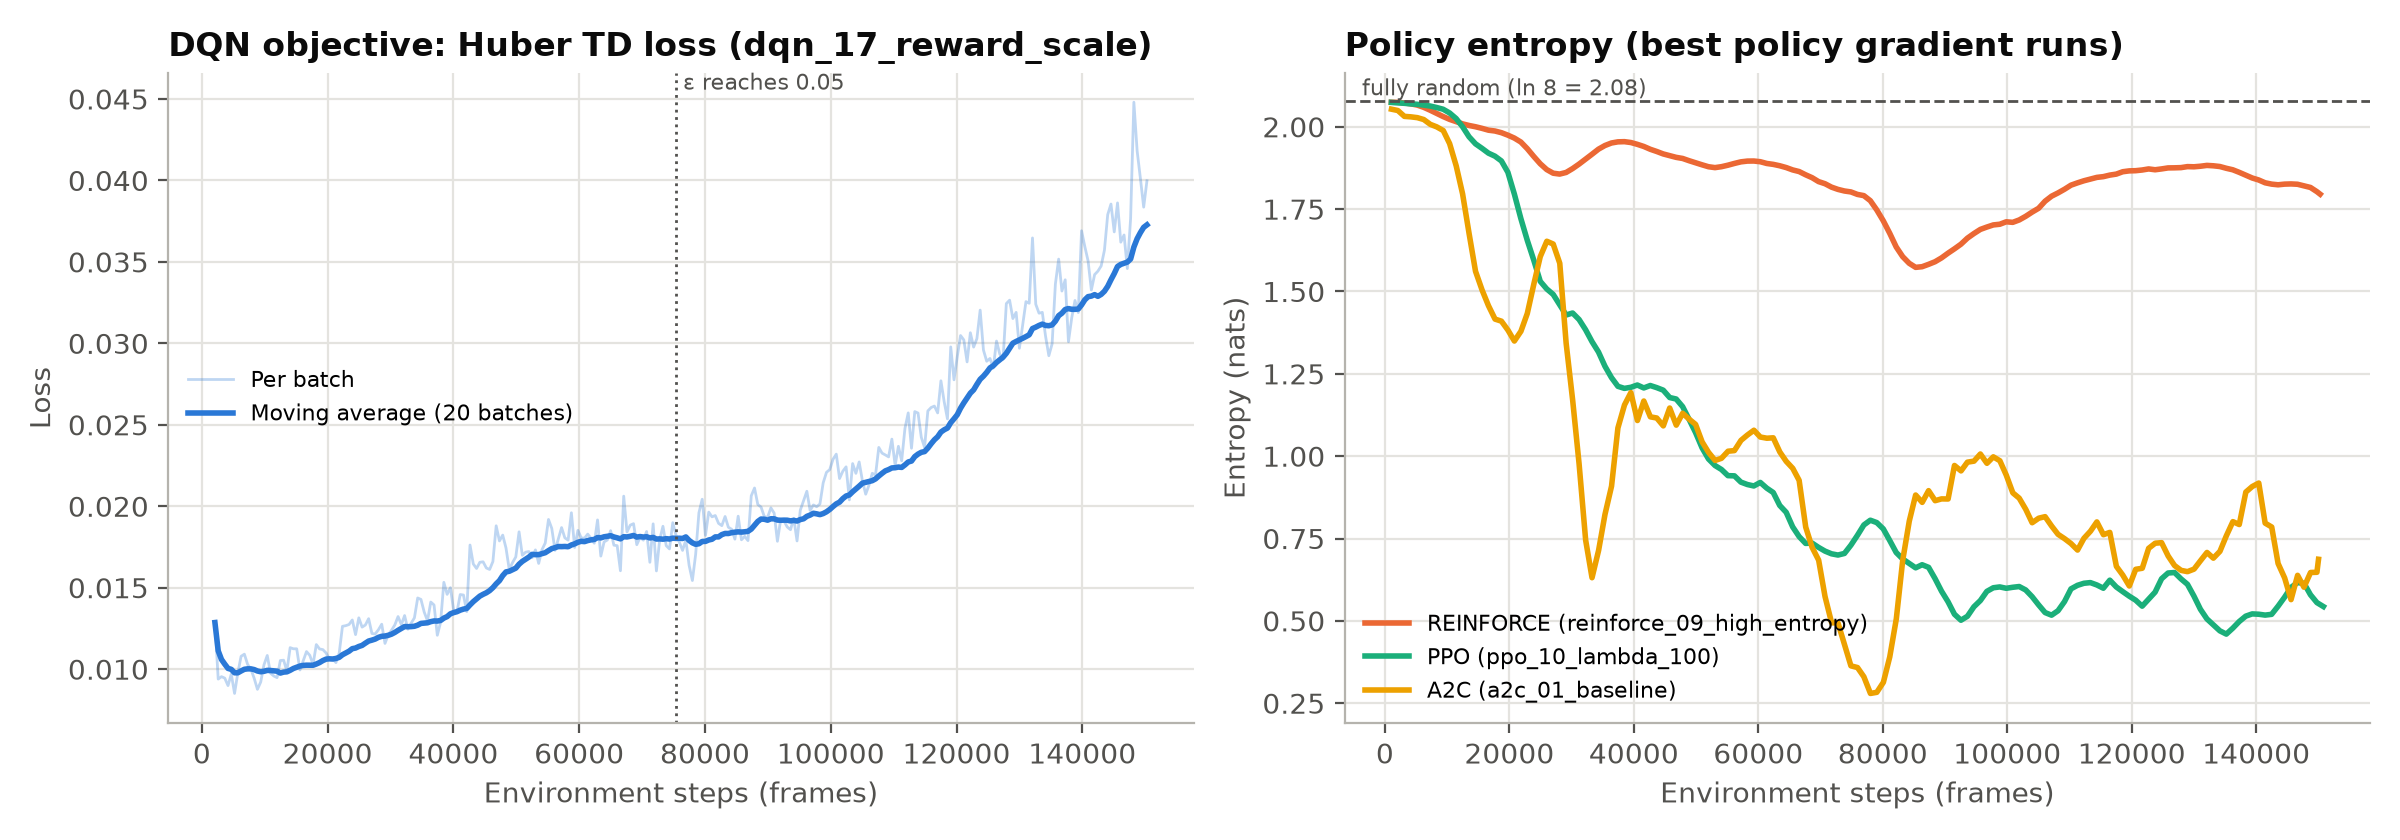 DQN objective: Huber TD loss (dqn_17_reward_scale)
ε reaches 0.05
0.045
0.040
0.035
0.030
0.025
0.020
0.015
0.010
Loss
Per batch
Moving average (20 batches)
0 20000 40000 60000 80000 100000 120000 140000
Environment steps (frames)
Policy entropy (best policy gradient runs)
fully random (ln 8 = 2.08)
2.00
1.75
1.50
1.25
1.00
0.75
0.50
0.25
Entropy (nats)
REINFORCE (reinforce_09_high_entropy)
PPO (ppo_10_lambda_100)
A2C (a2c_01_baseline)
0 20000 40000 60000 80000 100000 120000 140000
Environment steps (frames)